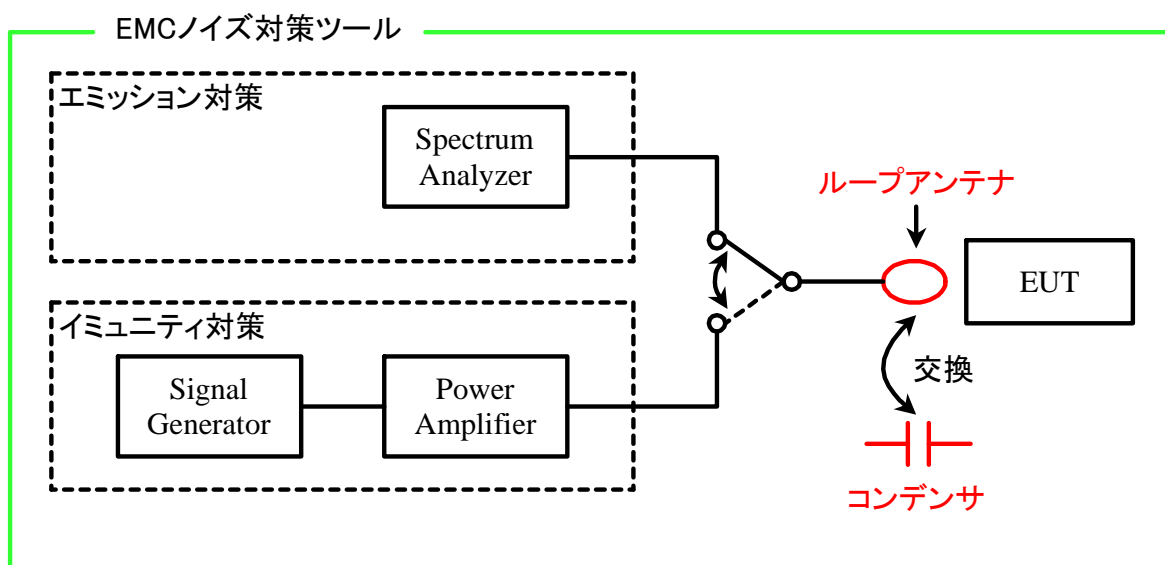 EMCノイズ対策ツール
エミッション対策
Spectrum
Analyzer
ループアンテナ
EUT
イミュニティ対策
Signal
Generator
Power
Amplifier
交換
コンデンサ